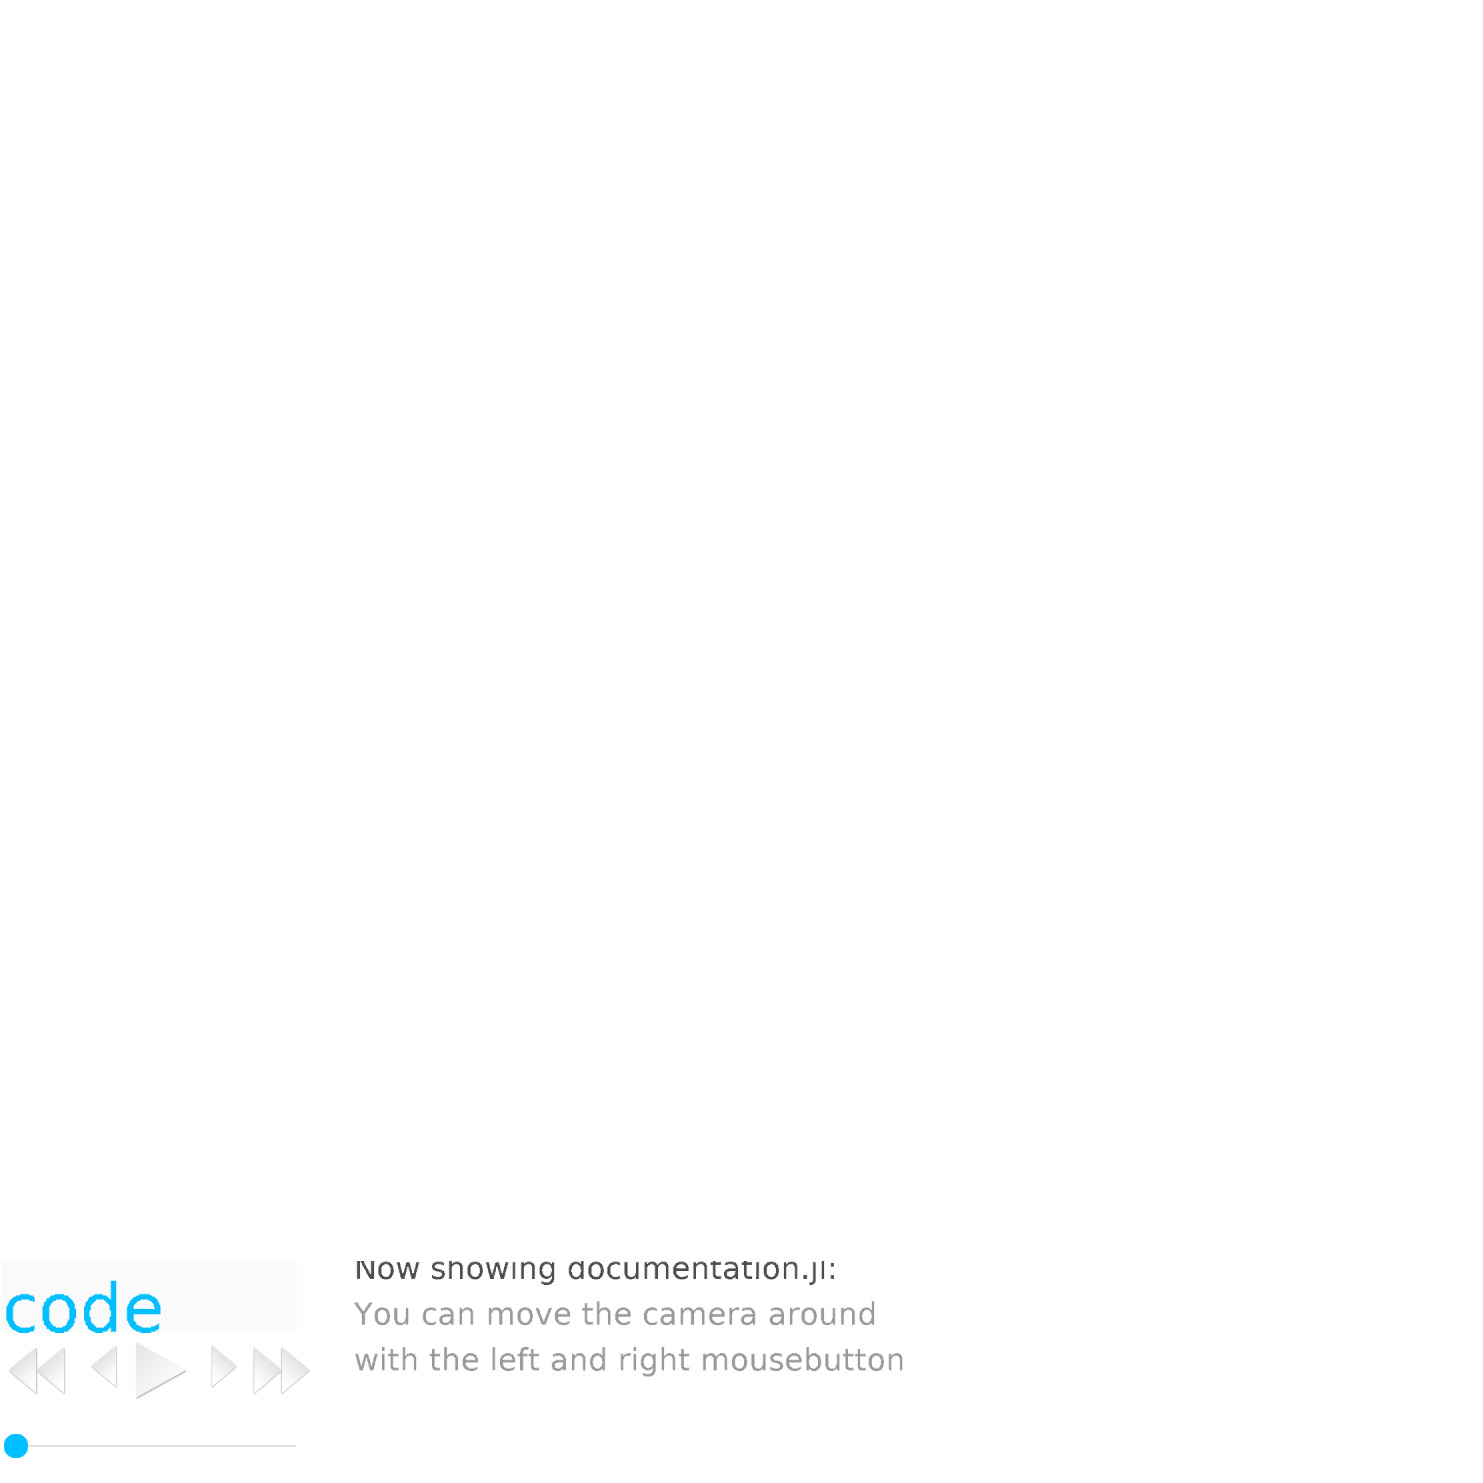 code
Now showing documentation.jl:
You can move the camera around
with the left and right mousebutton